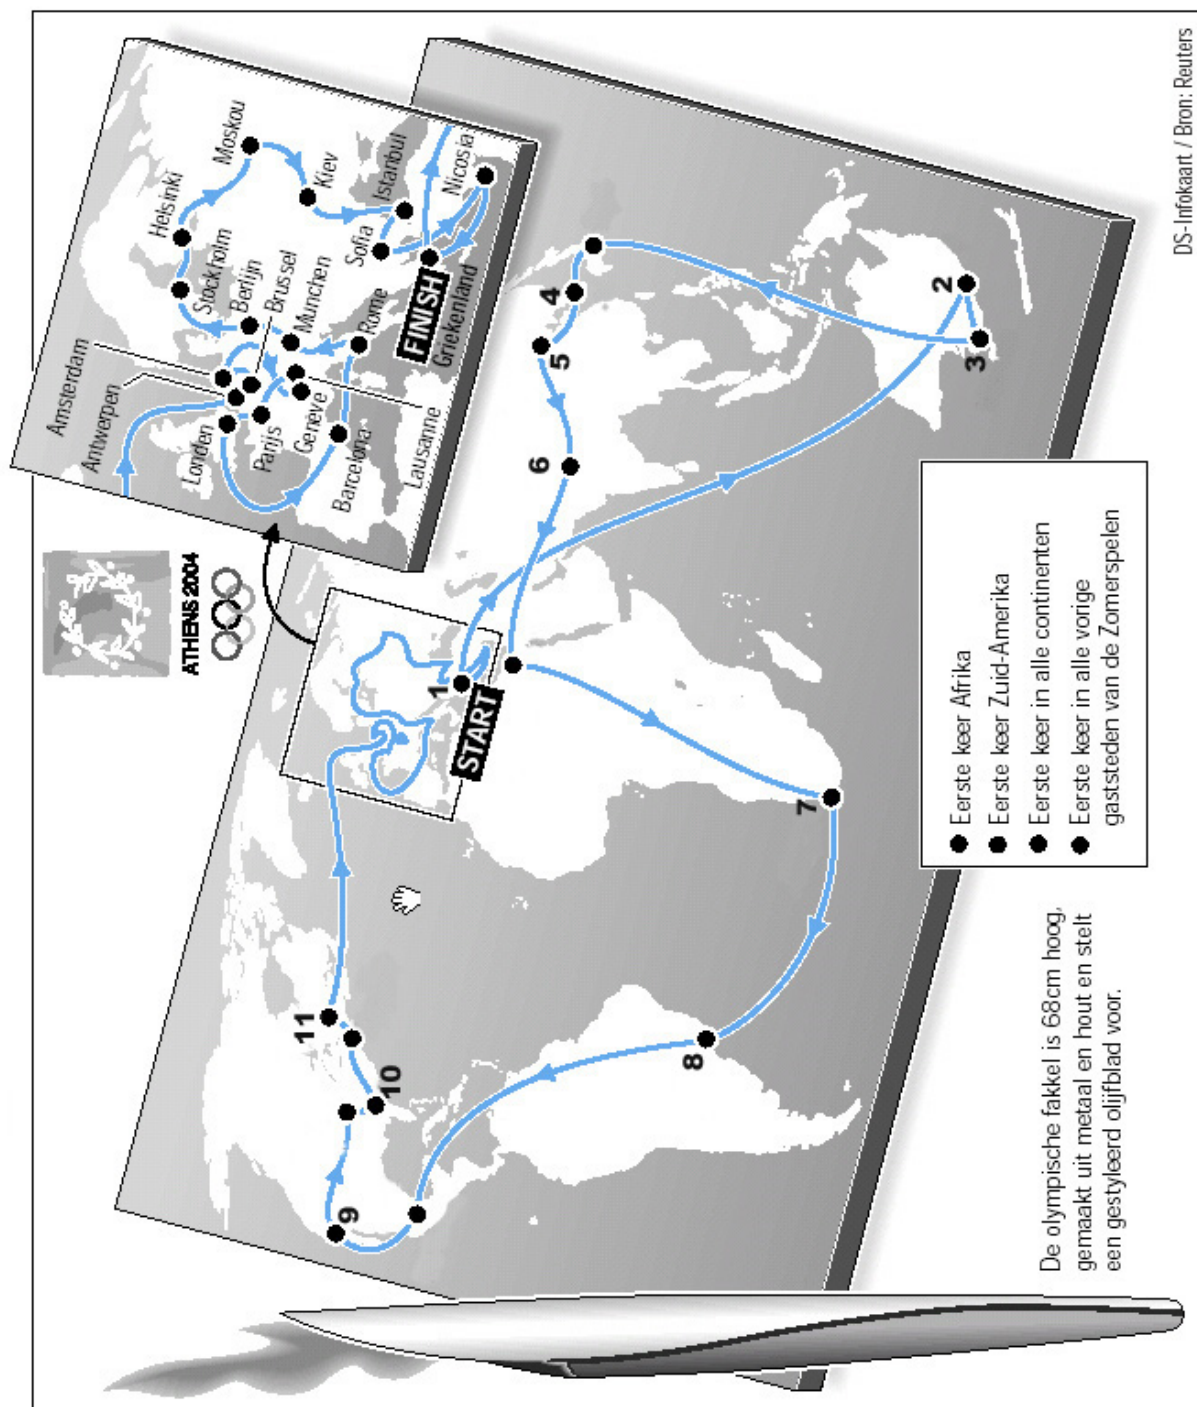 ATHENS 2004
Amsterdam
Antwerpen
Londen
Parijs
Genève
Barcelona
Lausanne
Helsinki
Stockholm
Berlijn
Brussel
Munchen
Rome
Moskou
Kiev
Istanbul
Sofia
Nicosia
FINISH
Griekenland
START
1
2
3
4
5
6
7
8
9
10
11
Eerste keer Afrika
Eerste keer Zuid-Amerika
Eerste keer in alle continenten
Eerste keer in alle vorige
gaststeden van de Zomerspelen
De olympische fakkel is 68cm hoog,
gemaakt uit metaal en hout en stelt
een gestyleerd olijfblad voor.
DS-Infokaart / Bron: Reuters